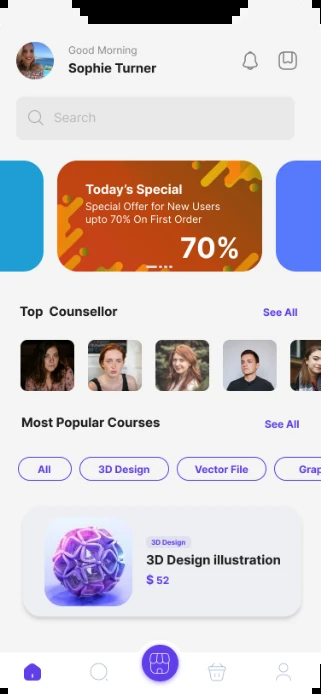 Good Morning
Sophie Turner
Search
Today's Special
Special Offer for New Users
upto 70% On First Order
70%
Top Counsellor
See All
Most Popular Courses
See All
All
3D Design
Vector File
Grap
3D Design
3D Design illustration
$ 52